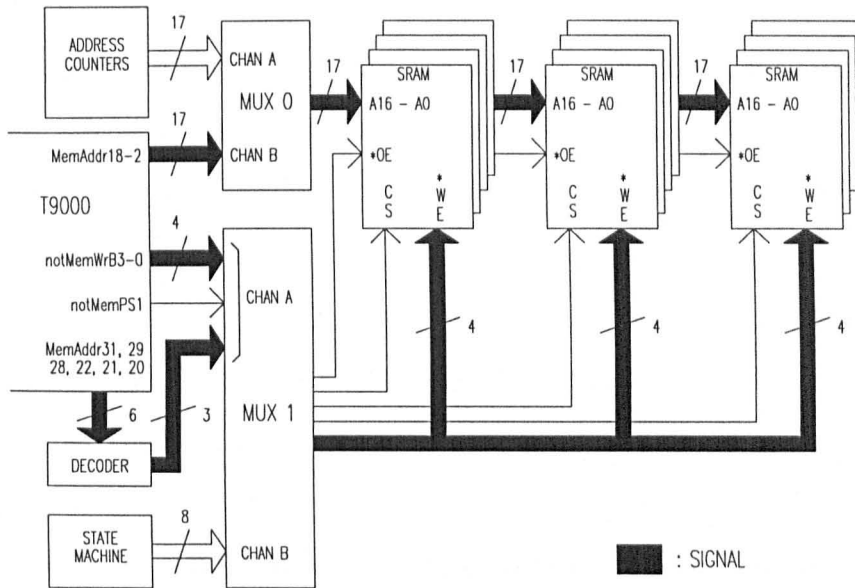 ADDRESS
COUNTERS
17
CHAN A
MUX 0
CHAN B
17
17
SRAM
A16 - A0
*OE
C
S
*
W
E
17
SRAM
A16 - A0
*OE
C
S
*
W
E
17
SRAM
A16 - A0
*OE
C
S
*
W
E
MemAddr18-2
T9000
notMemWrB3-0
4
notMemPS1
MemAddr31, 29
28, 22, 21, 20
6
3
DECODER
STATE
MACHINE
8
CHAN A
MUX 1
CHAN B
4
4
4
: SIGNAL